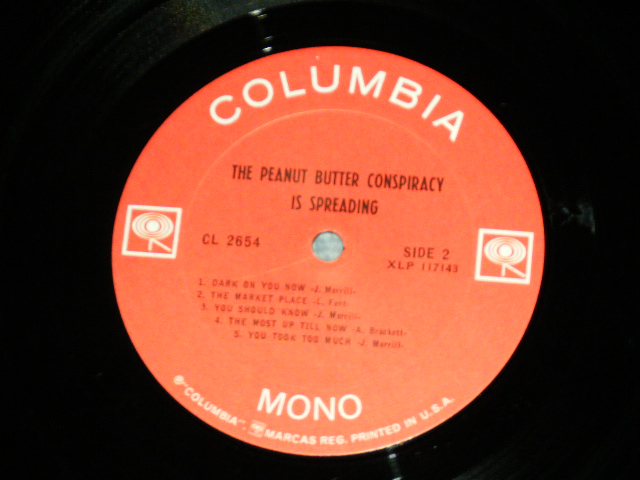 COLUMBIA
THE PEANUT BUTTER CONSPIRACY
IS SPREADING
CL 2654
SIDE 2
XLP 117143
1. DARK ON YOU NOW -J. Merrill-
2. THE MARKET PLACE -L. Fant-
3. YOU SHOULD KNOW -J. Merrill-
4. THE MOST UP TILL NOW -A. Brackett-
5. YOU TOOK TOO MUCH -J. Merrill-
MONO
® "COLUMBIA", MARCAS REG. PRINTED IN U.S.A.